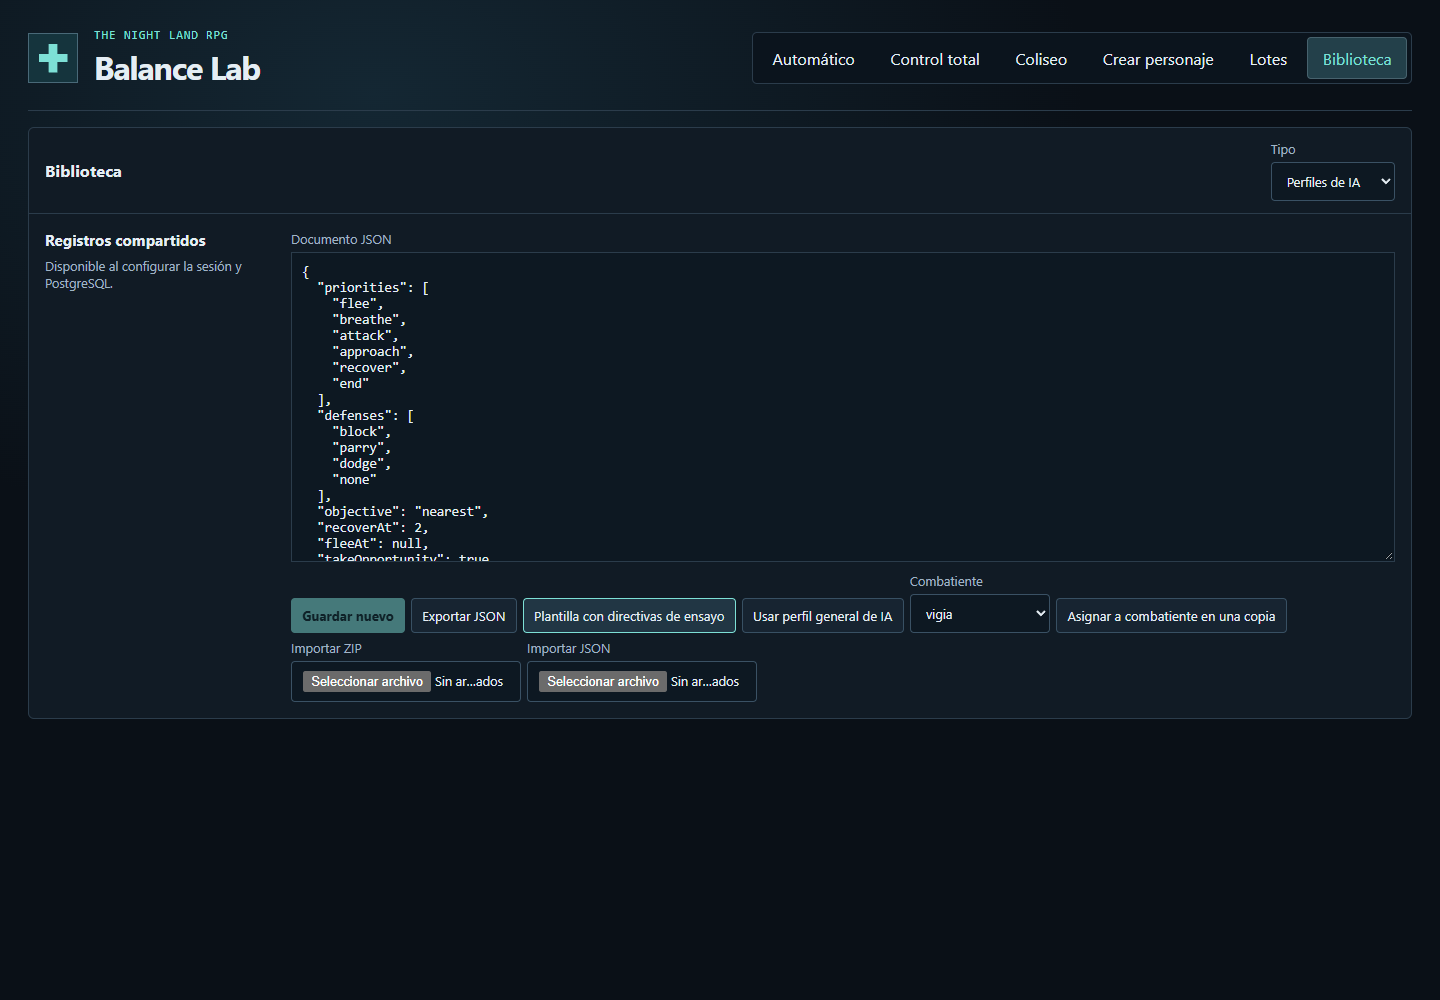 THE NIGHT LAND RPG
Balance Lab
Automático
Control total
Coliseo
Crear personaje
Lotes
Biblioteca
Biblioteca
Tipo
Perfiles de IA
Registros compartidos
Disponible al configurar la sesión y
PostgreSQL.
Documento JSON
{
"priorities": [
"flee",
"breathe",
"attack",
"approach",
"recover",
"end"
],
"defenses": [
"block",
"parry",
"dodge",
"none"
],
"objective": "nearest",
"recoverAt": 2,
"fleeAt": null,
"takeOpportunity": true
Combatiente
Guardar nuevo
Exportar JSON
Plantilla con directivas de ensayo
Usar perfil general de IA
vigia
Asignar a combatiente en una copia
Importar ZIP
Importar JSON
Seleccionar archivo Sin ar...ados
Seleccionar archivo Sin ar...ados